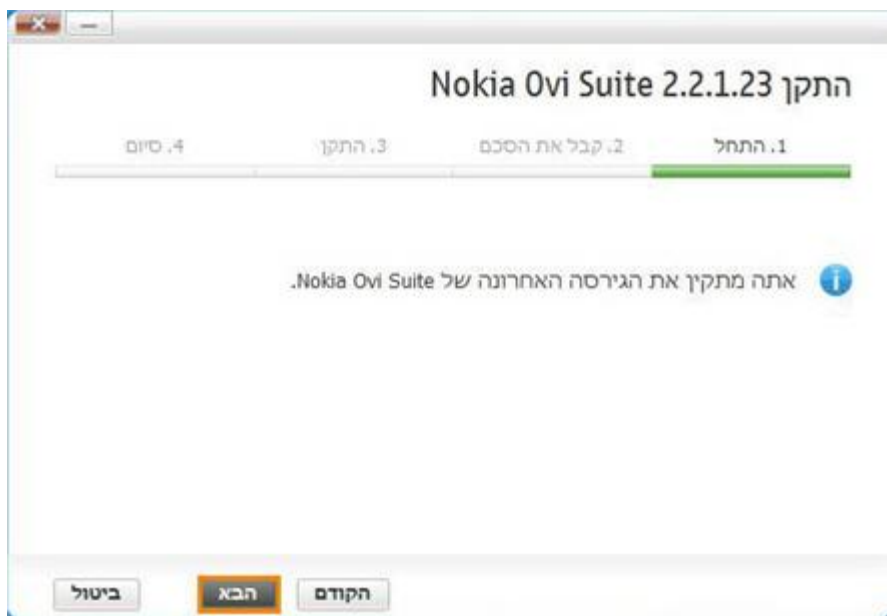 התקן Nokia Ovi Suite 2.2.1.23
1. התחל 2. קבל את הסכם 3. התקן 4. סיום
אתה מתקין את הגירסה האחרונה של Nokia Ovi Suite.
הקודם הבא ביטול